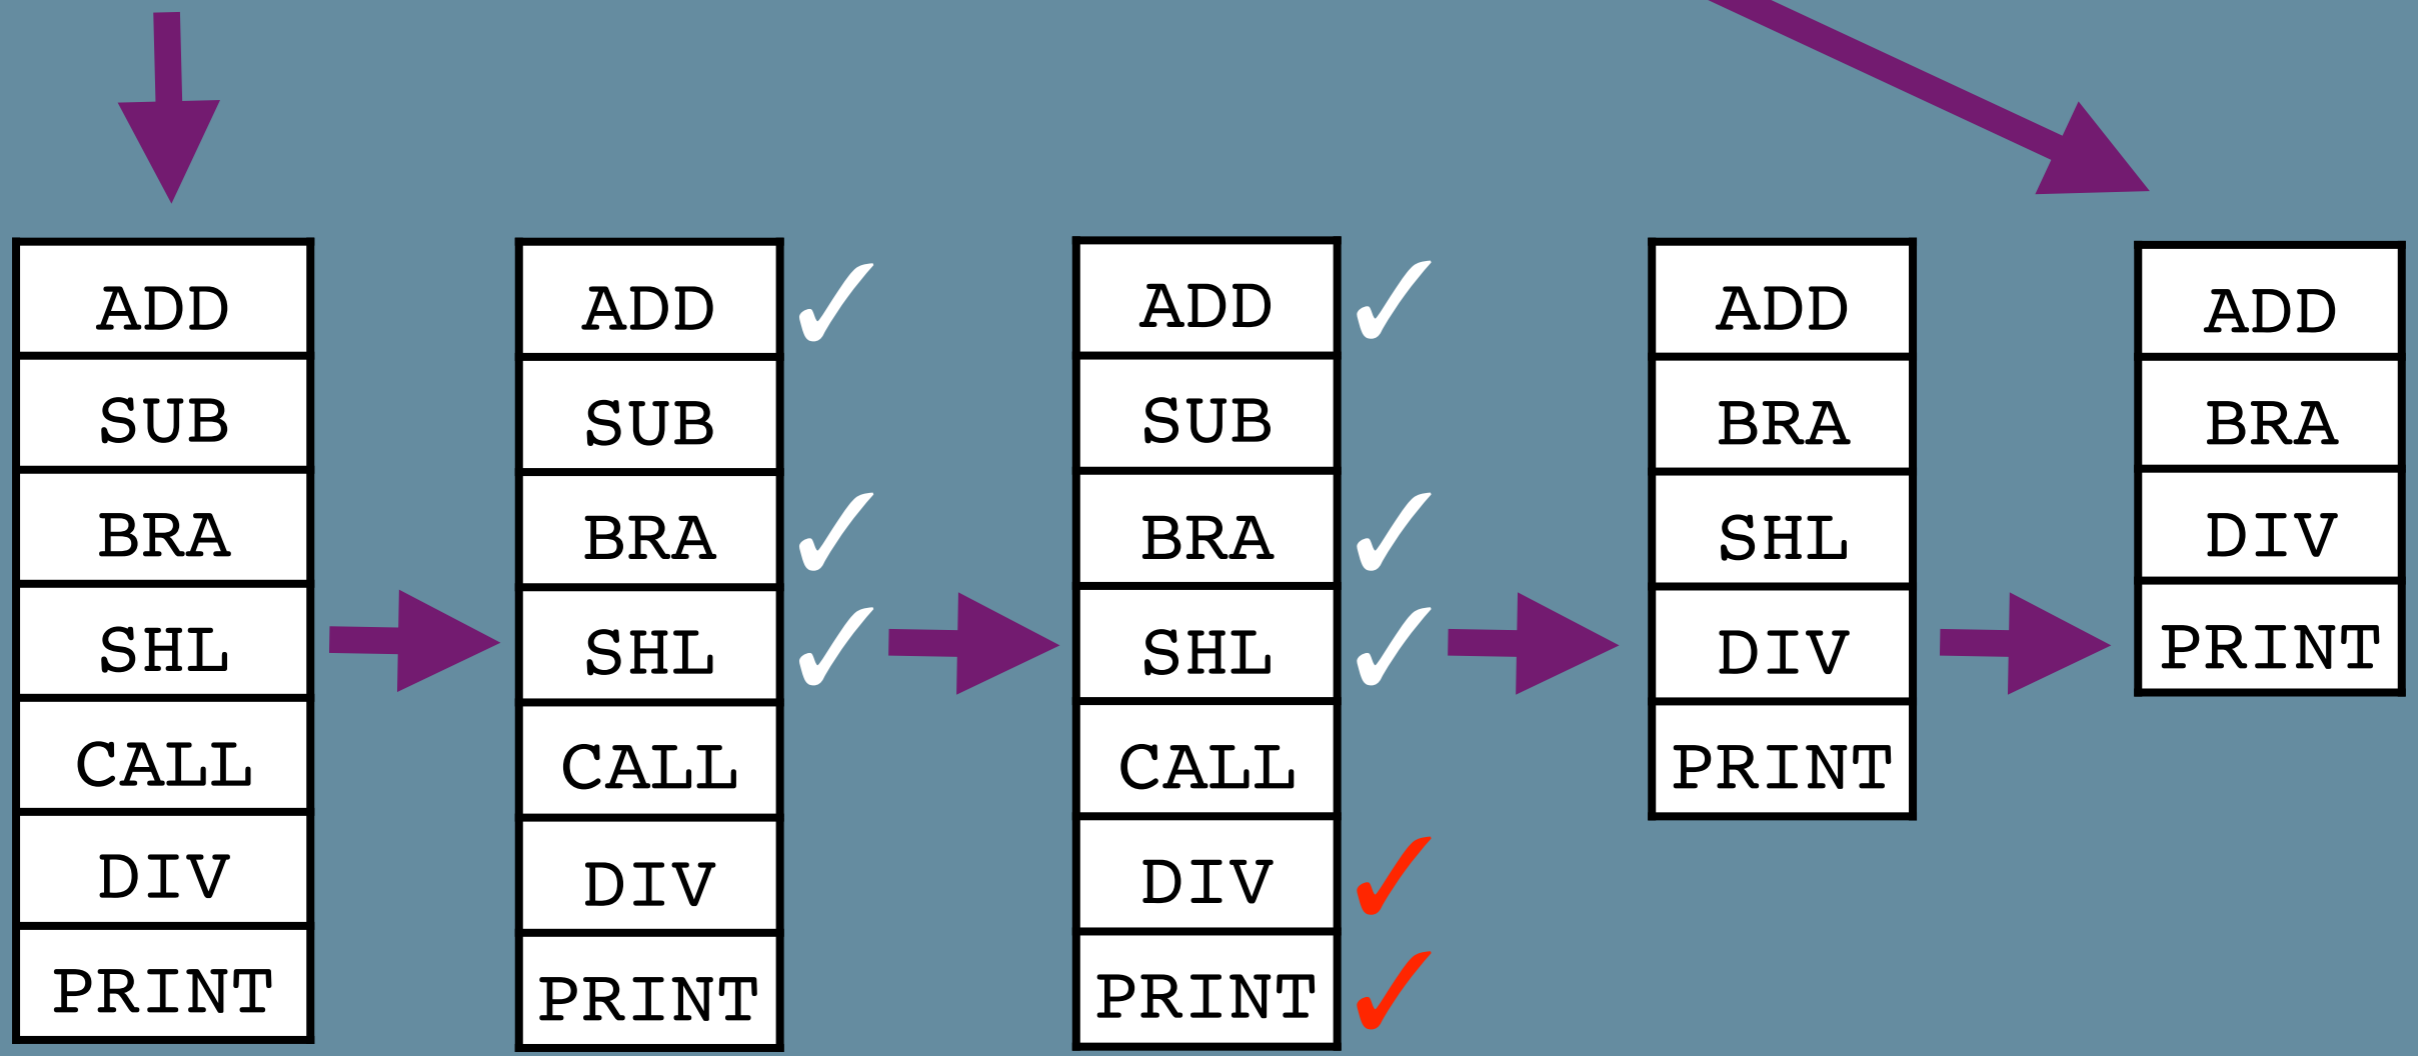 ADD
SUB
BRA
SHL
CALL
DIV
PRINT
ADD
SUB
BRA
SHL
CALL
DIV
PRINT
ADD
SUB
BRA
SHL
CALL
DIV
PRINT
ADD
BRA
SHL
DIV
PRINT
ADD
BRA
DIV
PRINT